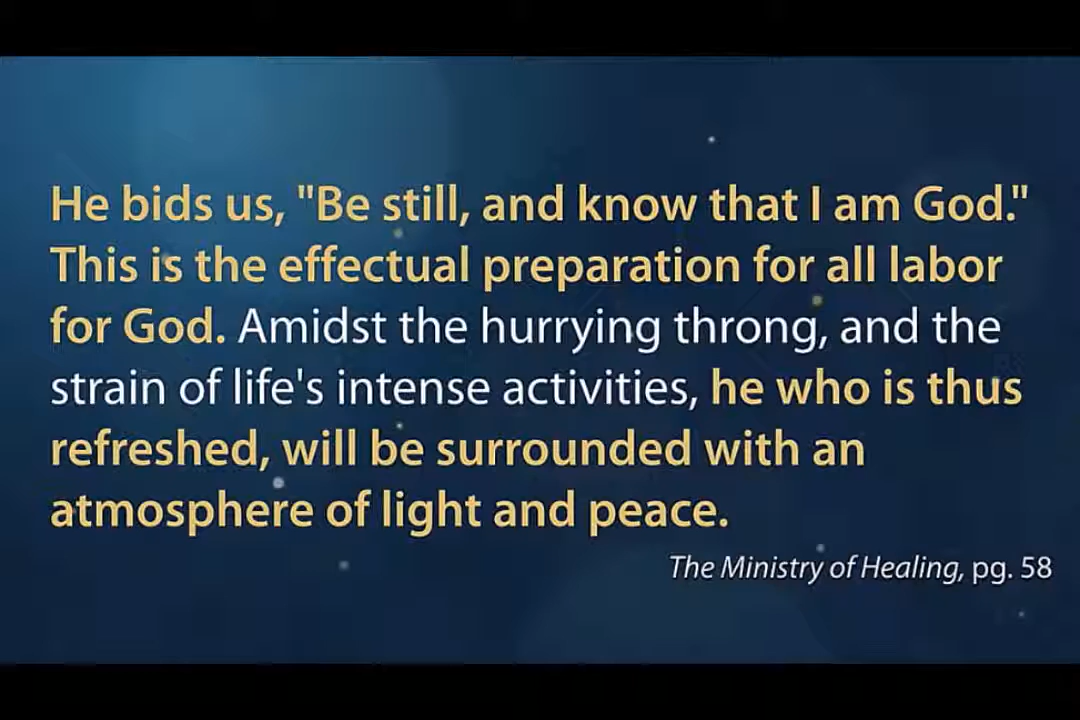 He bids us, "Be still, and know that I am God."
This is the effectual preparation for all labor
for God. Amidst the hurrying throng, and the
strain of life's intense activities, he who is thus
refreshed, will be surrounded with an
atmosphere of light and peace.
The Ministry of Healing, pg. 58